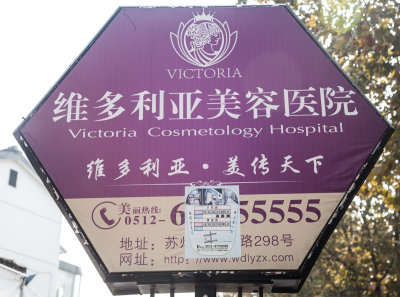 VICTORIA
维多利亚美容医院
Victoria Cosmetology Hospital
维多利亚·美传天下
美丽热线:
0512-6 55555
地址: 苏 路298号
网址: http://www.wdlyzx.com